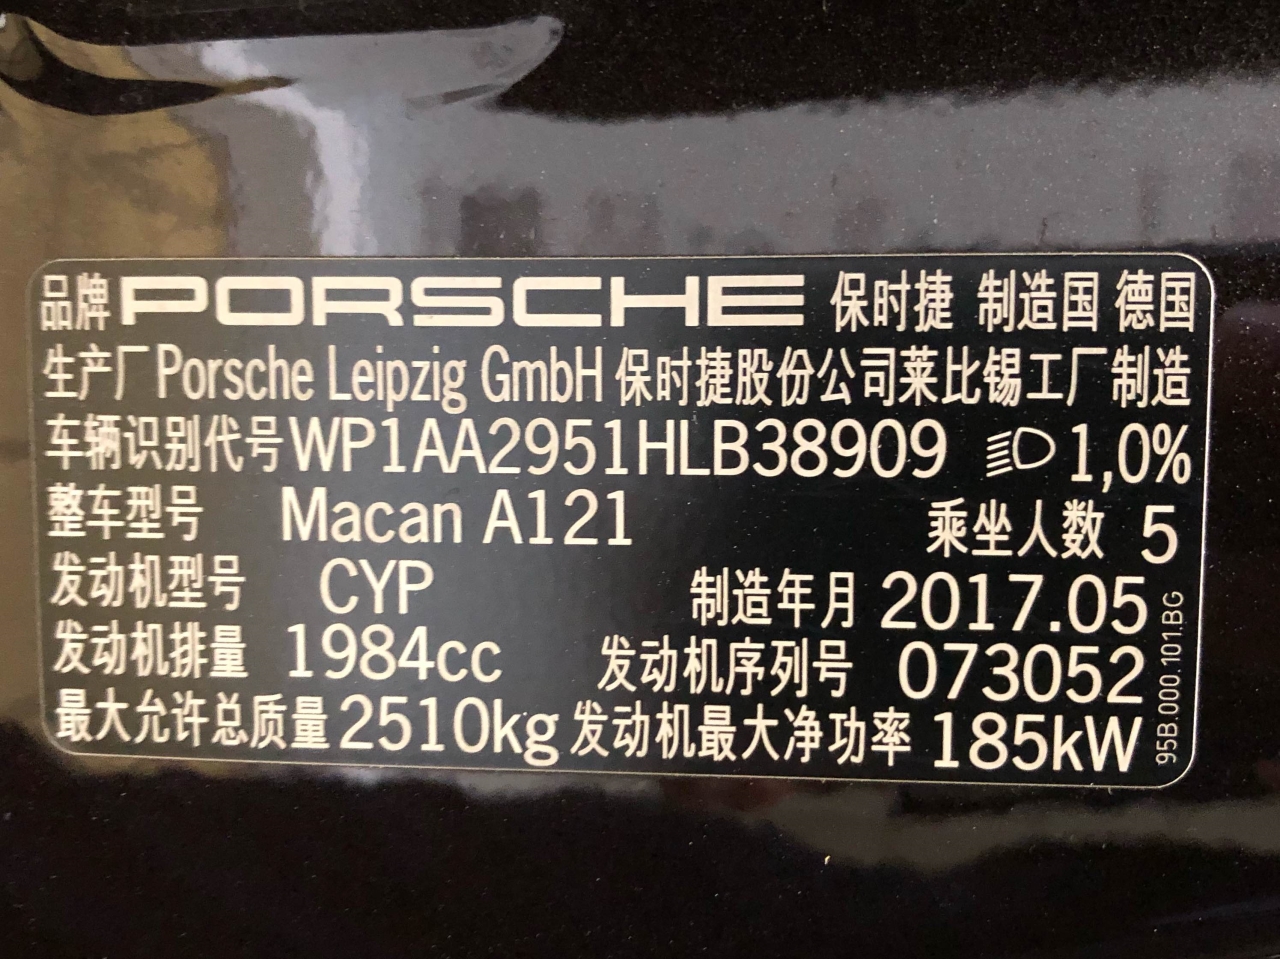 品牌 PORSCHE 保时捷 制造国 德国
生产厂 Porsche Leipzig GmbH 保时捷股份公司莱比锡工厂制造
车辆识别代号 WP1AA2951HLB38909 1,0%
整车型号 Macan A121 乘坐人数 5
发动机型号 CYP 制造年月 2017.05
发动机排量 1984cc 发动机序列号 073052
最大允许总质量 2510kg 发动机最大净功率 185kW
95B.000.101.BG